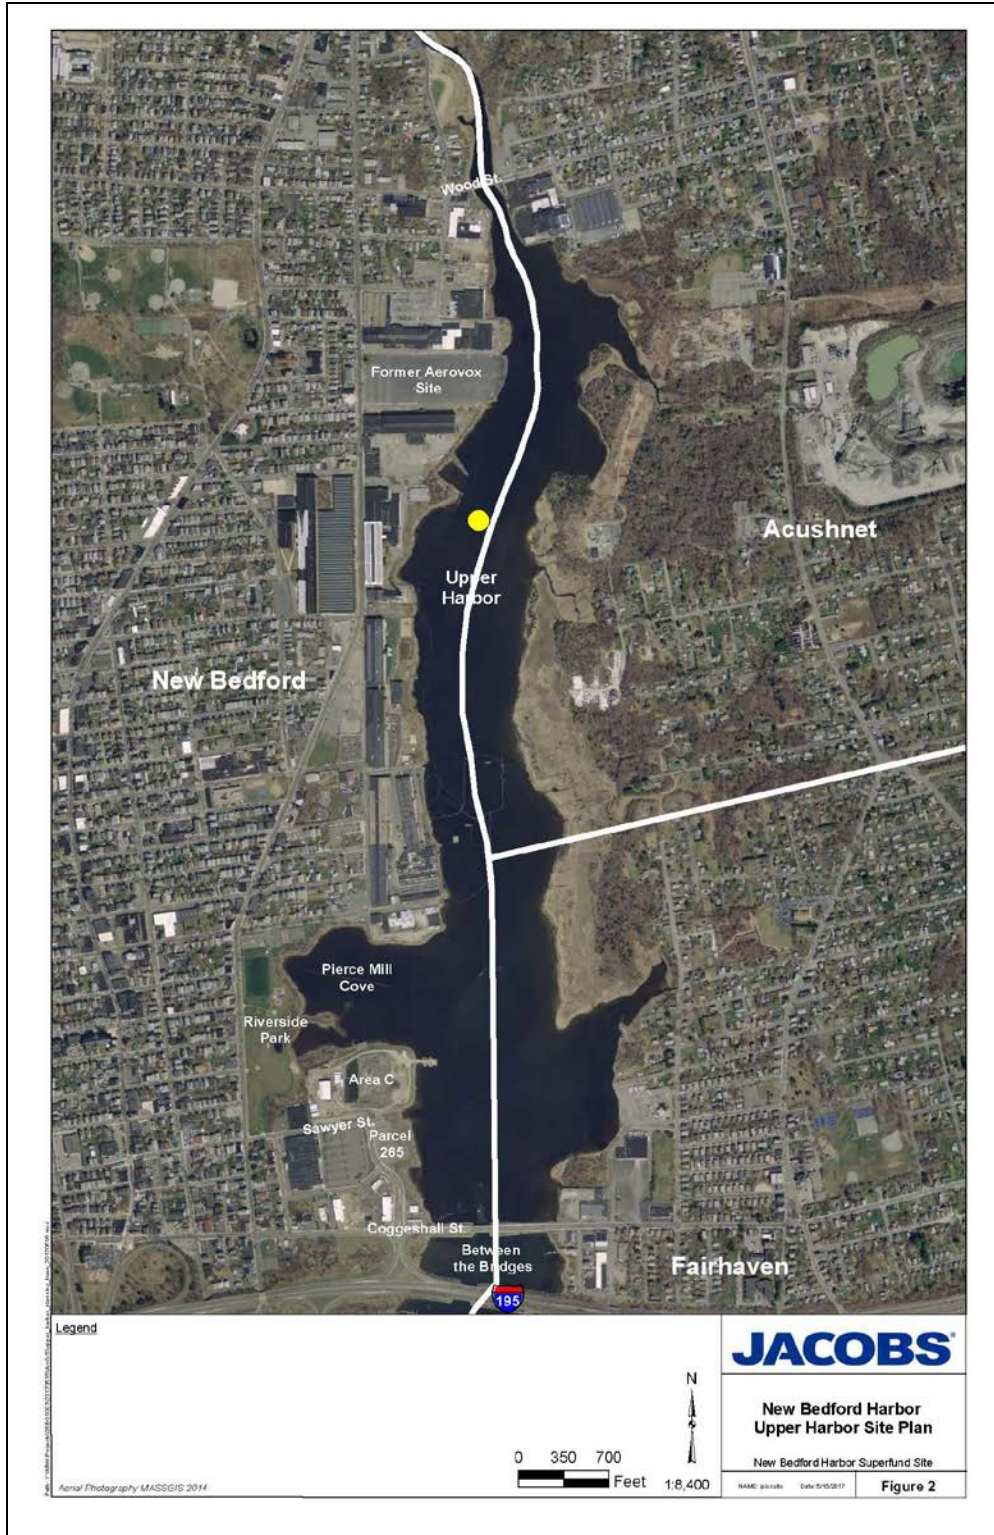 Wood St.
Former Aerovox
Site
Acushnet
Upper
Harbor
New Bedford
Pierce Mill
Cove
Riverside
Park
Area C
Sawyer St.
Parcel
265
Coggeshall St.
Between
the Bridges
Fairhaven
195
Legend
JACOBS®
N
New Bedford Harbor
Upper Harbor Site Plan
0 350 700
Feet
1:8,400
New Bedford Harbor Superfund Site
Aerial Photography MASSGIS 2014
Figure 2